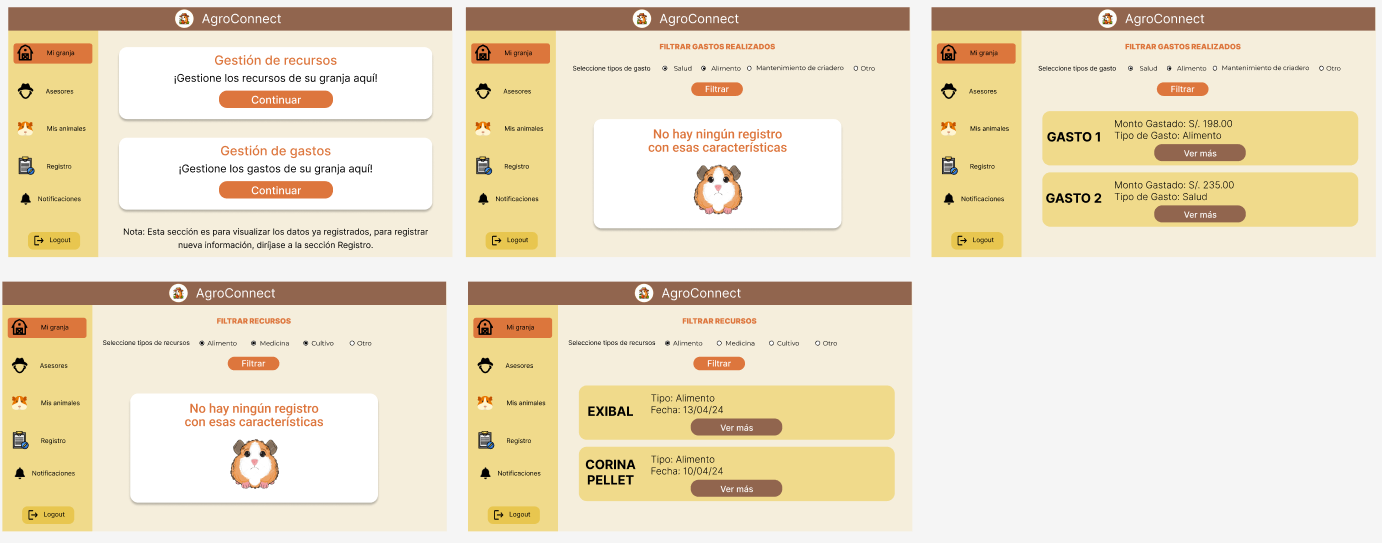 AgroConnect
Mi granja
Asesores
Mis animales
Registro
Notificaciones
Logout
Gestión de recursos
¡Gestione los recursos de su granja aquí!
Continuar
Gestión de gastos
¡Gestione los gastos de su granja aquí!
Continuar
Nota: Esta sección es para visualizar los datos ya registrados, para registrar
nueva información, diríjase a la sección Registro.
AgroConnect
Mi granja
Asesores
Mis animales
Registro
Notificaciones
Logout
FILTRAR GASTOS REALIZADOS
Seleccione tipos de gasto Salud Alimento Mantenimiento de criadero Otro
Filtrar
No hay ningún registro
con esas características
AgroConnect
Mi granja
Asesores
Mis animales
Registro
Notificaciones
Logout
FILTRAR GASTOS REALIZADOS
Seleccione tipos de gasto Salud Alimento Mantenimiento de criadero Otro
Filtrar
GASTO 1
Monto Gastado: S/. 198.00
Tipo de Gasto: Alimento
Ver más
GASTO 2
Monto Gastado: S/. 235.00
Tipo de Gasto: Salud
Ver más
AgroConnect
Mi granja
Asesores
Mis animales
Registro
Notificaciones
Logout
FILTRAR RECURSOS
Seleccione tipos de recursos Alimento Medicina Cultivo Otro
Filtrar
No hay ningún registro
con esas características
AgroConnect
Mi granja
Asesores
Mis animales
Registro
Notificaciones
Logout
FILTRAR RECURSOS
Seleccione tipos de recursos Alimento Medicina Cultivo Otro
Filtrar
EXIBAL
Tipo: Alimento
Fecha: 13/04/24
Ver más
CORINA
PELLET
Tipo: Alimento
Fecha: 10/04/24
Ver más